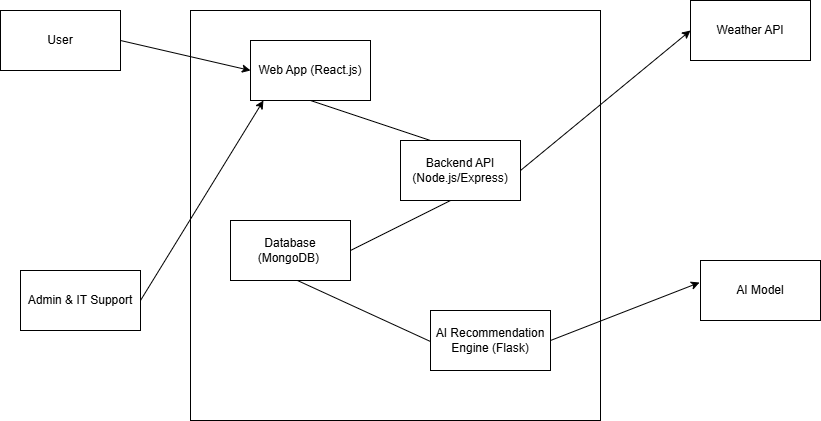 User
Web App (React.js)
Weather API
Backend API
(Node.js/Express)
Database
(MongoDB)
Admin & IT Support
AI Model
AI Recommendation
Engine (Flask)